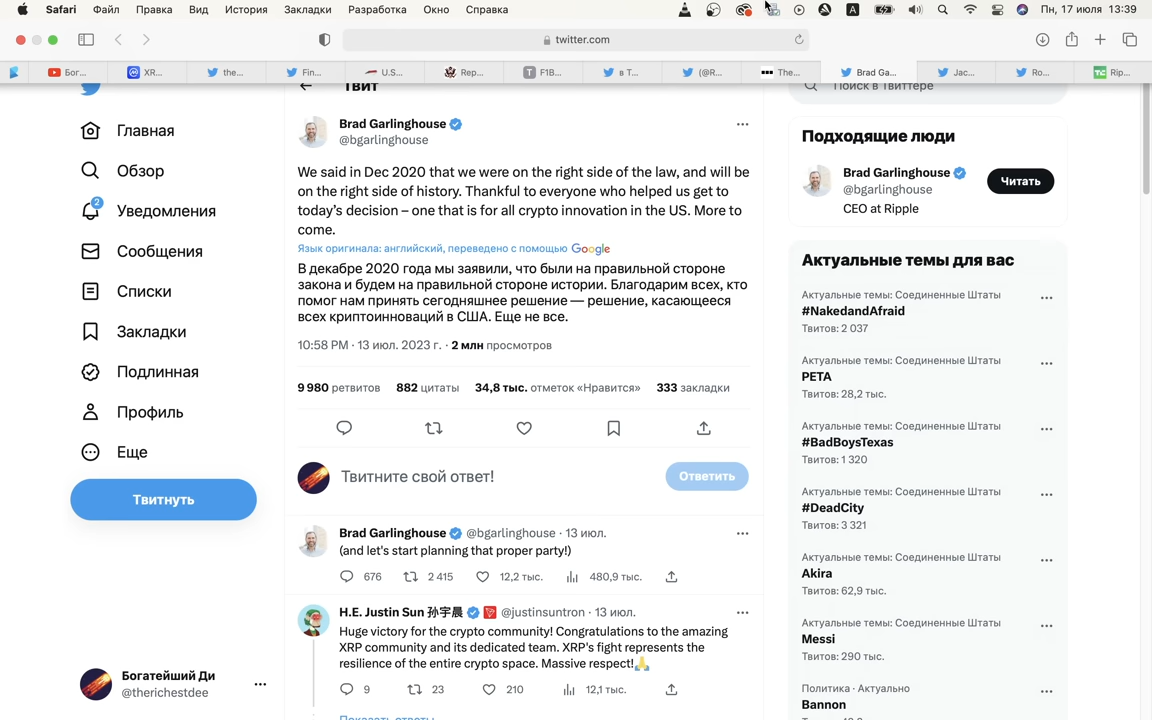 Safari Файл Правка Вид История Закладки Разработка Окно Справка Пн, 17 июля 13:39
twitter.com
Бог... XR... the... Fin... U.S... Rep... F1B... в Т... (@R... The... Brad Ga... Jac... Ro... Rip...
Твит
Поиск в Твиттере
Главная
Обзор
2
Уведомления
Сообщения
Списки
Закладки
Подлинная
Профиль
Еще
Твитнуть
Богатейший Ди
@therichestdee
Brad Garlinghouse
@bgarlinghouse
We said in Dec 2020 that we were on the right side of the law, and will be
on the right side of history. Thankful to everyone who helped us get to
today's decision – one that is for all crypto innovation in the US. More to
come.
Язык оригинала: английский, переведено с помощью Google
В декабре 2020 года мы заявили, что были на правильной стороне
закона и будем на правильной стороне истории. Благодарим всех, кто
помог нам принять сегодняшнее решение — решение, касающееся
всех криптоинноваций в США. Еще не все.
10:58 PM · 13 июл. 2023 г. · 2 млн просмотров
9 980 ретвитов 882 цитаты 34,8 тыс. отметок «Нравится» 333 закладки
Твитните свой ответ!
Ответить
Brad Garlinghouse @bgarlinghouse · 13 июл.
(and let's start planning that proper party!)
676 2 415 12,2 тыс. 480,9 тыс.
H.E. Justin Sun 孙宇晨 @justinsuntron · 13 июл.
Huge victory for the crypto community! Congratulations to the amazing
XRP community and its dedicated team. XRP's fight represents the
resilience of the entire crypto space. Massive respect!🙏
9 23 210 12,1 тыс.
Показать ответы
Подходящие люди
Brad Garlinghouse
@bgarlinghouse
CEO at Ripple
Читать
Актуальные темы для вас
Актуальные темы: Соединенные Штаты
#NakedandAfraid
Твитов: 2 037
Актуальные темы: Соединенные Штаты
PETA
Твитов: 28,2 тыс.
Актуальные темы: Соединенные Штаты
#BadBoysTexas
Твитов: 1 320
Актуальные темы: Соединенные Штаты
#DeadCity
Твитов: 3 321
Актуальные темы: Соединенные Штаты
Akira
Твитов: 62,9 тыс.
Актуальные темы: Соединенные Штаты
Messi
Твитов: 290 тыс.
Политика · Актуально
Bannon